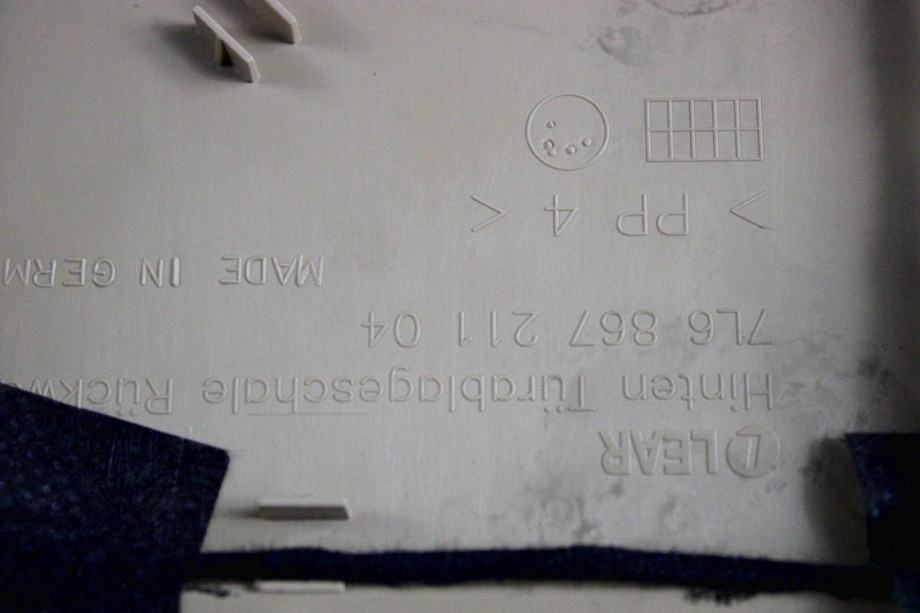 LEAR
Hinten Türablageschale Rückw
7L6 867 211 04
MADE IN GERM
> PP 4 <